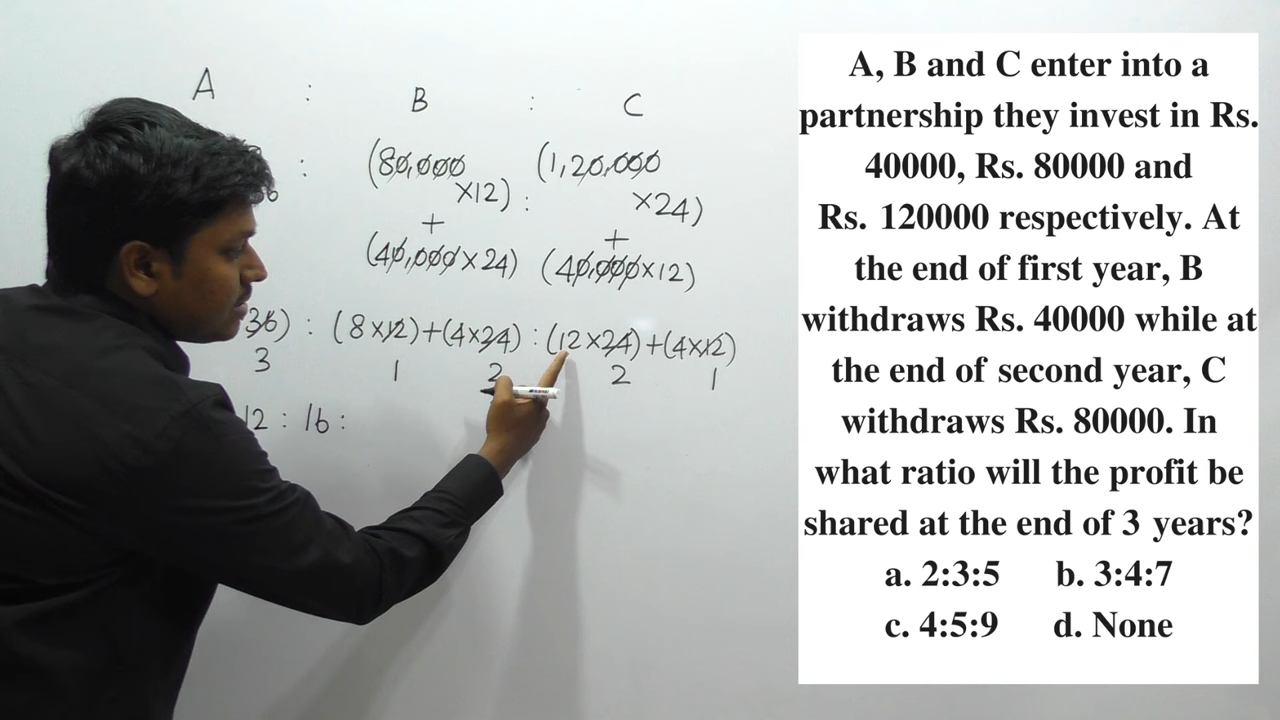 A : B : C
: (80,000 (1,20,000
×12) : ×24)
+ +
(40,000×24) (40,000×12)
36) : (8×12)+(4×24) : (12×24)+(4×12)
3 1 2 2 1
12 : 16 :
A, B and C enter into a
partnership they invest in Rs.
40000, Rs. 80000 and
Rs. 120000 respectively. At
the end of first year, B
withdraws Rs. 40000 while at
the end of second year, C
withdraws Rs. 80000. In
what ratio will the profit be
shared at the end of 3 years?
a. 2:3:5 b. 3:4:7
c. 4:5:9 d. None